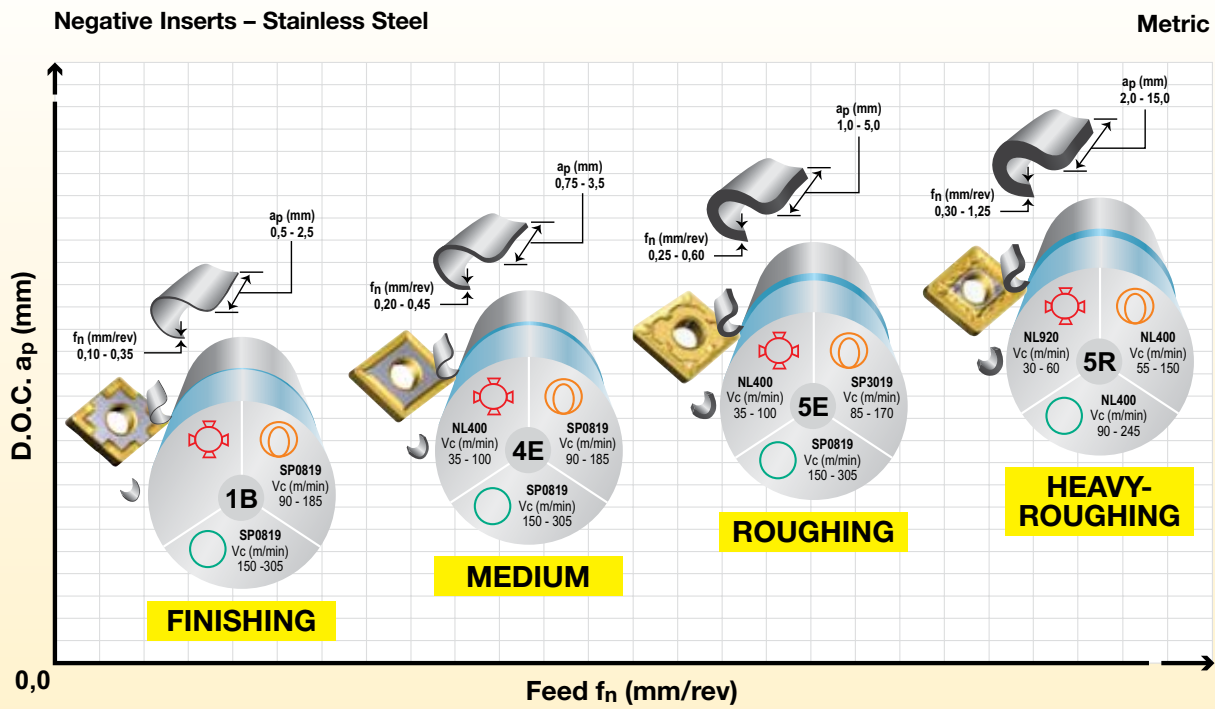 Negative Inserts – Stainless Steel
Metric
D.O.C. ap (mm)
ap (mm)
0,5 - 2,5
fn (mm/rev)
0,10 - 0,35
SP0819
Vc (m/min)
90 - 185
1B
SP0819
Vc (m/min)
150 -305
FINISHING
ap (mm)
0,75 - 3,5
fn (mm/rev)
0,20 - 0,45
NL400
Vc (m/min)
35 - 100
SP0819
Vc (m/min)
90 - 185
4E
SP0819
Vc (m/min)
150 - 305
MEDIUM
ap (mm)
1,0 - 5,0
fn (mm/rev)
0,25 - 0,60
NL400
Vc (m/min)
35 - 100
SP3019
Vc (m/min)
85 - 170
5E
SP0819
Vc (m/min)
150 - 305
ROUGHING
ap (mm)
2,0 - 15,0
fn (mm/rev)
0,30 - 1,25
NL920
Vc (m/min)
30 - 60
NL400
Vc (m/min)
55 - 150
5R
NL400
Vc (m/min)
90 - 245
HEAVY-
ROUGHING
0,0
Feed fn (mm/rev)